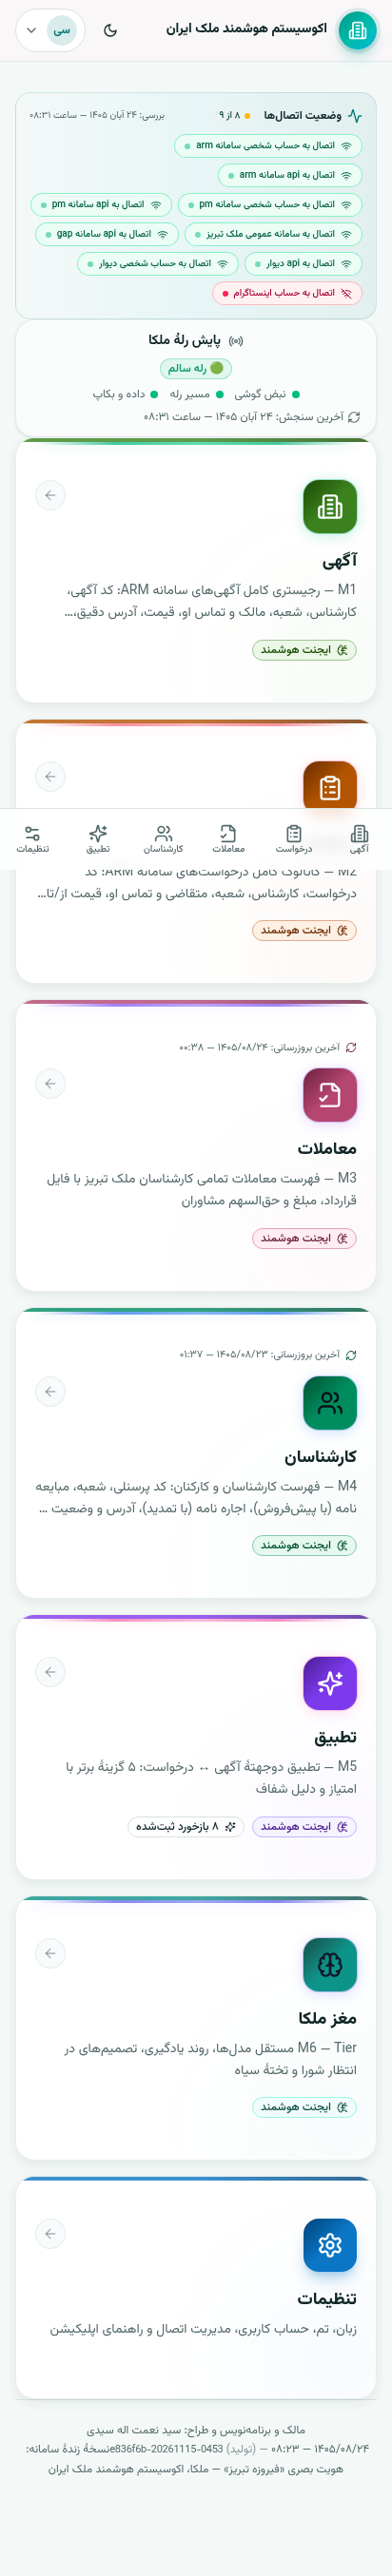 اکوسیستم هوشمند ملک ایران
سی
وضعیت اتصال‌ها
۸ از ۹
بررسی: ۲۴ آبان ۱۴۰۵ — ساعت ۰۸:۳۱
اتصال به حساب شخصی سامانه arm
اتصال به api سامانه arm
اتصال به حساب شخصی سامانه pm
اتصال به api سامانه pm
اتصال به سامانه عمومی ملک تبریز
اتصال به api سامانه gap
اتصال به api دیوار
اتصال به حساب شخصی دیوار
اتصال به حساب اینستاگرام
پایش رلهٔ ملکا
رله سالم
نبض گوشی
مسیر رله
داده و بکاپ
آخرین سنجش: ۲۴ آبان ۱۴۰۵ — ساعت ۰۸:۳۱
آگهی
M1 — رجیستری کامل آگهی‌های سامانه ARM: کد آگهی،
کارشناس، شعبه، مالک و تماس او، قیمت، آدرس دقیق،...
ایجنت هوشمند
آگهی
درخواست
معاملات
کارشناسان
تطبیق
تنظیمات
M2 — کاتالوگ کامل درخواست‌های سامانه ARM: کد
درخواست، کارشناس، شعبه، متقاضی و تماس او، قیمت از/تا...
ایجنت هوشمند
آخرین بروزرسانی: ۱۴۰۵/۰۸/۲۴ — ۰۰:۳۸
معاملات
M3 — فهرست معاملات تمامی کارشناسان ملک تبریز با فایل
قرارداد، مبلغ و حق‌السهم مشاوران
ایجنت هوشمند
آخرین بروزرسانی: ۱۴۰۵/۰۸/۲۳ — ۰۱:۳۷
کارشناسان
M4 — فهرست کارشناسان و کارکنان: کد پرسنلی، شعبه، مبایعه
نامه (با پیش‌فروش)، اجاره نامه (با تمدید)، آدرس و وضعیت ...
ایجنت هوشمند
تطبیق
M5 — تطبیق دوجهتهٔ آگهی ↔ درخواست: ۵ گزینهٔ برتر با
امتیاز و دلیل شفاف
ایجنت هوشمند
۸ بازخورد ثبت‌شده
مغز ملکا
M6 — Tier مستقل مدل‌ها، روند یادگیری، تصمیم‌های در
انتظار شورا و تختهٔ سیاه
ایجنت هوشمند
تنظیمات
زبان، تم، حساب کاربری، مدیریت اتصال و راهنمای اپلیکیشن
مالک و برنامه‌نویس و طراح: سید نعمت اله سیدی
نسخهٔ زندهٔ سامانه: e836f6b-20261115-0453 (تولید) — ۱۴۰۵/۰۸/۲۴ — ۰۸:۲۳
هویت بصری «فیروزه تبریز» — ملکا، اکوسیستم هوشمند ملک ایران